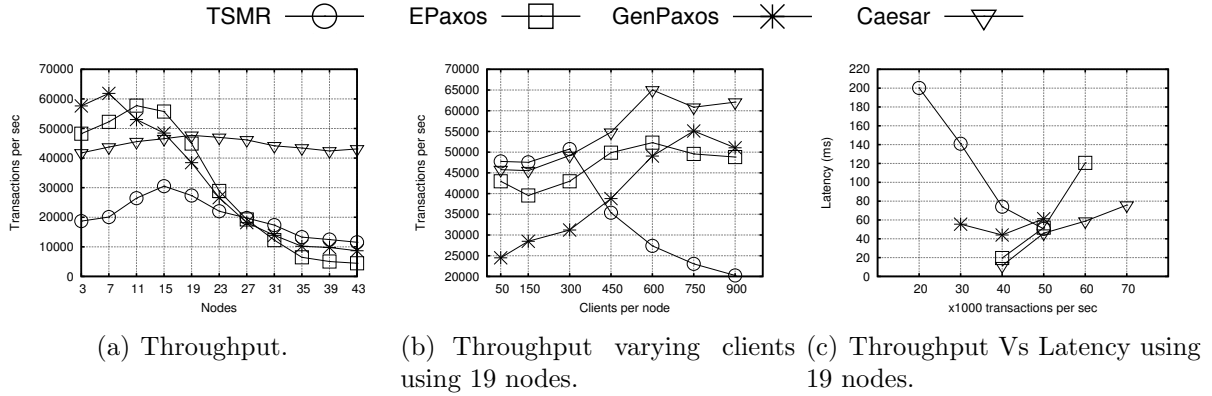 TSMR EPaxos GenPaxos Caesar
70000
60000
50000
40000
30000
20000
10000
0
3 7 11 15 19 23 27 31 35 39 43
Transactions per sec
Nodes
70000
65000
60000
55000
50000
45000
40000
35000
30000
25000
20000
50 150 300 450 600 750 900
Transactions per sec
Clients per node
220
200
180
160
140
120
100
80
60
40
20
0
20 30 40 50 60 70
Latency (ms)
x1000 transactions per sec
(a) Throughput.
(b) Throughput varying clients
using 19 nodes.
(c) Throughput Vs Latency using
19 nodes.